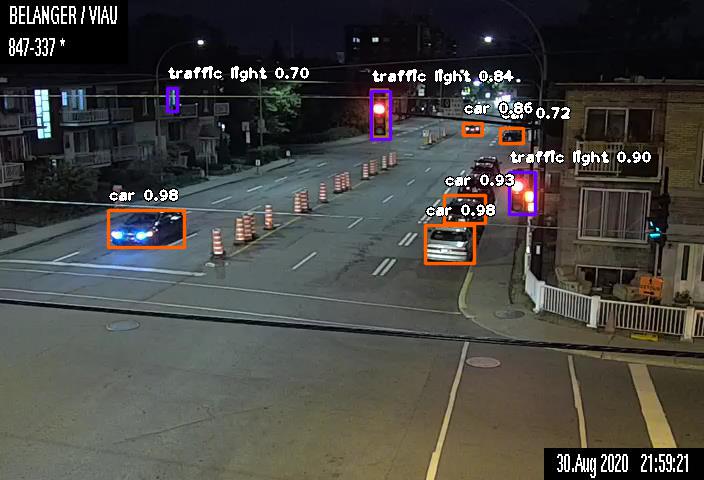 BELANGER / VIAU
847-337 *
traffic light 0.70
traffic light 0.84
car 0.86
0.72
traffic light 0.90
car 0.93
car 0.98
car 0.98
30.Aug 2020 21:59:21